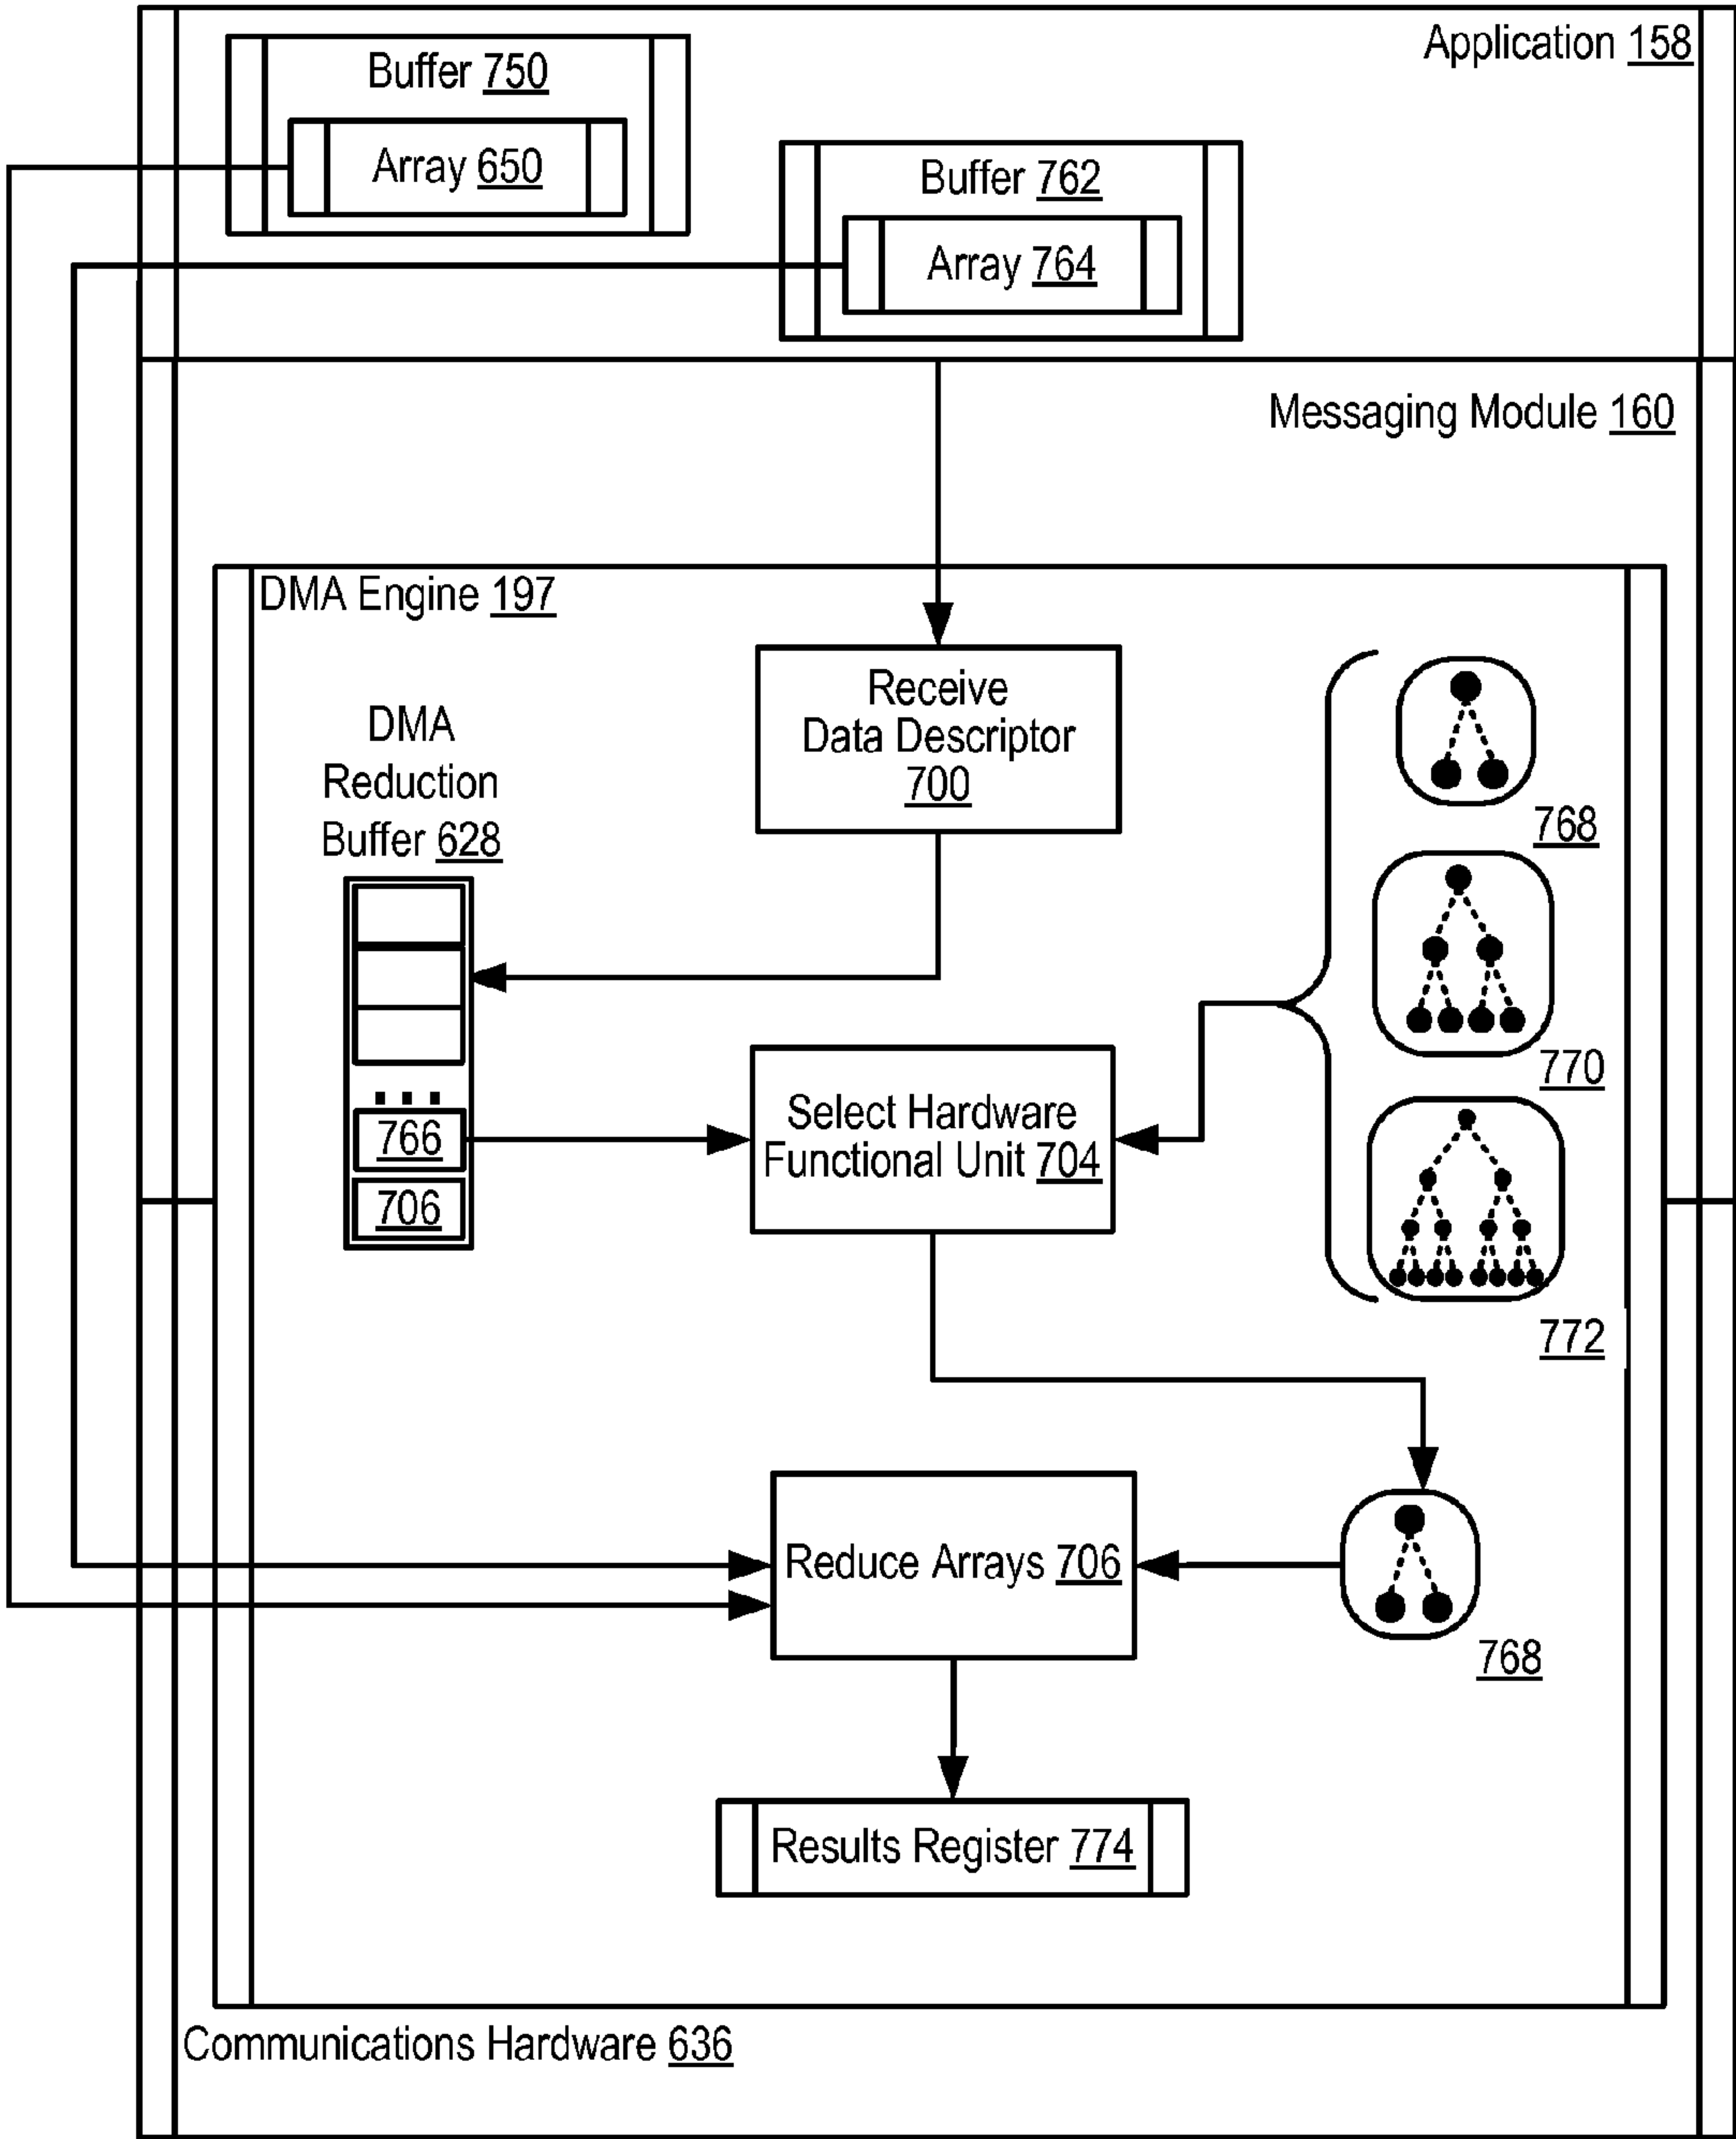 Application 158
Buffer 750
Array 650
Buffer 762
Array 764
Messaging Module 160
DMA Engine 197
Receive
Data Descriptor
700
DMA
Reduction
Buffer 628
768
770
Select Hardware
Functional Unit 704
766
706
772
Reduce Arrays 706
768
Results Register 774
Communications Hardware 636